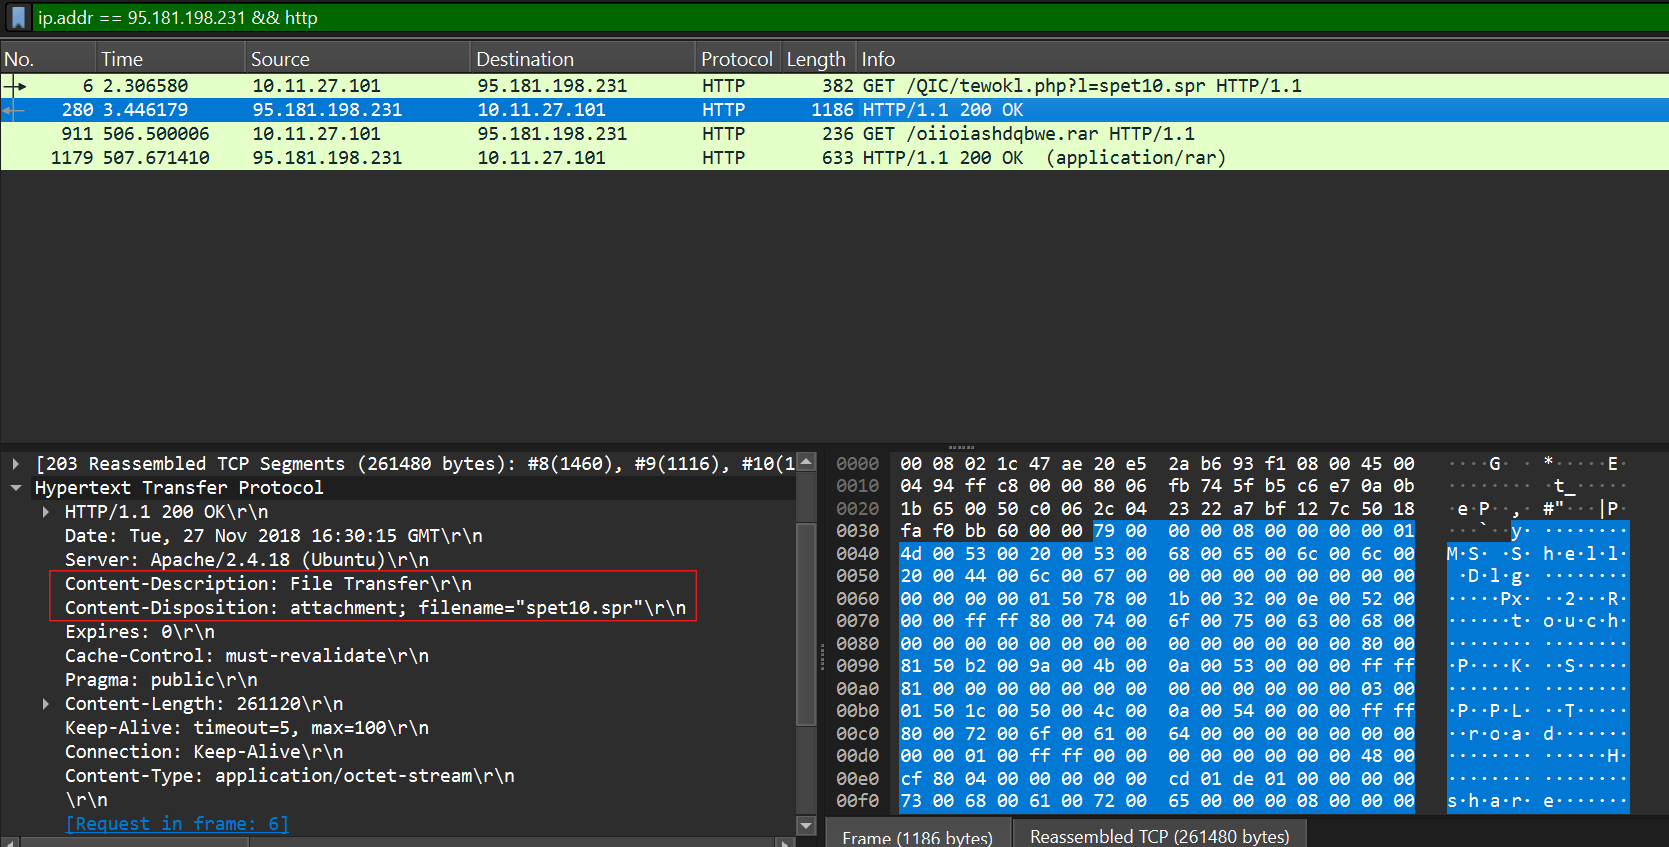 ip.addr == 95.181.198.231 && http
No. Time Source Destination Protocol Length Info
6 2.306580 10.11.27.101 95.181.198.231 HTTP 382 GET /QIC/tewokl.php?l=spet10.spr HTTP/1.1
280 3.446179 95.181.198.231 10.11.27.101 HTTP 1186 HTTP/1.1 200 OK
911 506.500006 10.11.27.101 95.181.198.231 HTTP 236 GET /oiioiashdqbwe.rar HTTP/1.1
1179 507.671410 95.181.198.231 10.11.27.101 HTTP 633 HTTP/1.1 200 OK (application/rar)
[203 Reassembled TCP Segments (261480 bytes): #8(1460), #9(1116), #10(1
Hypertext Transfer Protocol
HTTP/1.1 200 OK\r\n
Date: Tue, 27 Nov 2018 16:30:15 GMT\r\n
Server: Apache/2.4.18 (Ubuntu)\r\n
Content-Description: File Transfer\r\n
Content-Disposition: attachment; filename="spet10.spr"\r\n
Expires: 0\r\n
Cache-Control: must-revalidate\r\n
Pragma: public\r\n
Content-Length: 261120\r\n
Keep-Alive: timeout=5, max=100\r\n
Connection: Keep-Alive\r\n
Content-Type: application/octet-stream\r\n
\r\n
[Request in frame: 6]
0000 00 08 02 1c 47 ae 20 e5 2a b6 93 f1 08 00 45 00 ····G· ·*·····E·
0010 04 94 ff c8 00 00 80 06 fb 74 5f b5 c6 e7 0a 0b ·········t_·····
0020 1b 65 00 50 c0 06 2c 04 23 22 a7 bf 12 7c 50 18 ·e·P··,·#"···|P·
0030 fa f0 bb 60 00 00 79 00 00 00 08 00 00 00 00 01 ···`··y·········
0040 4d 00 53 00 20 00 53 00 68 00 65 00 6c 00 6c 00 M·S· ·S·h·e·l·l·
0050 20 00 44 00 6c 00 67 00 00 00 00 00 00 00 00 00 ·D·l·g·········
0060 00 00 00 00 01 50 78 00 1b 00 32 00 0e 00 52 00 ·····Px···2···R·
0070 00 00 ff ff 80 00 74 00 6f 00 75 00 63 00 68 00 ······t·o·u·c·h·
0080 00 00 00 00 00 00 00 00 00 00 00 00 00 00 80 00 ················
0090 81 50 b2 00 9a 00 4b 00 0a 00 53 00 00 00 ff ff ·P····K···S·····
00a0 81 00 00 00 00 00 00 00 00 00 00 00 00 00 03 00 ················
00b0 01 50 1c 00 50 00 4c 00 0a 00 54 00 00 00 ff ff ·P··P·L···T·····
00c0 80 00 72 00 6f 00 61 00 64 00 00 00 00 00 00 00 ··r·o·a·d·······
00d0 00 00 01 00 ff ff 00 00 00 00 00 00 00 00 48 00 ··············H·
00e0 cf 80 04 00 00 00 00 00 cd 01 de 01 00 00 00 00 ················
00f0 73 00 68 00 61 00 72 00 65 00 00 00 08 00 00 00 s·h·a·r·e·······
Frame (1186 bytes) Reassembled TCP (261480 bytes)